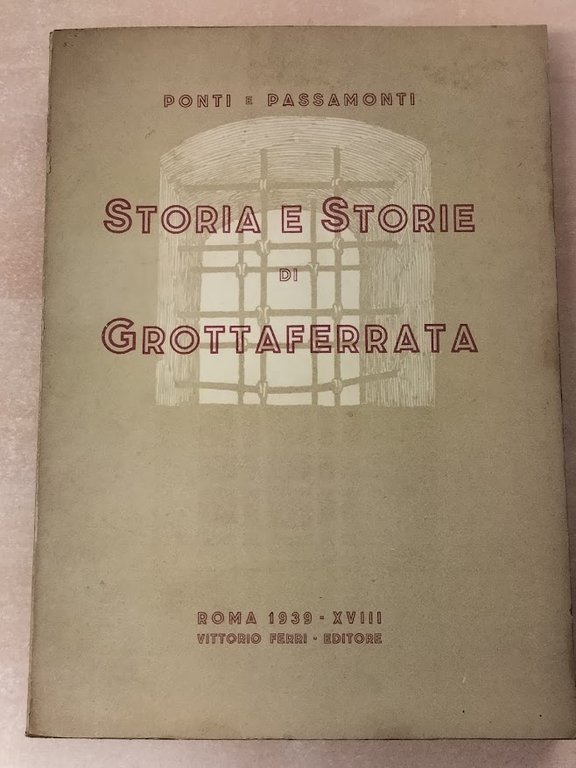 PONTI E PASSAMONTI
STORIA E STORIE
DI
GROTTAFERRATA
ROMA 1939 - XVIII
VITTORIO FERRI - EDITORE